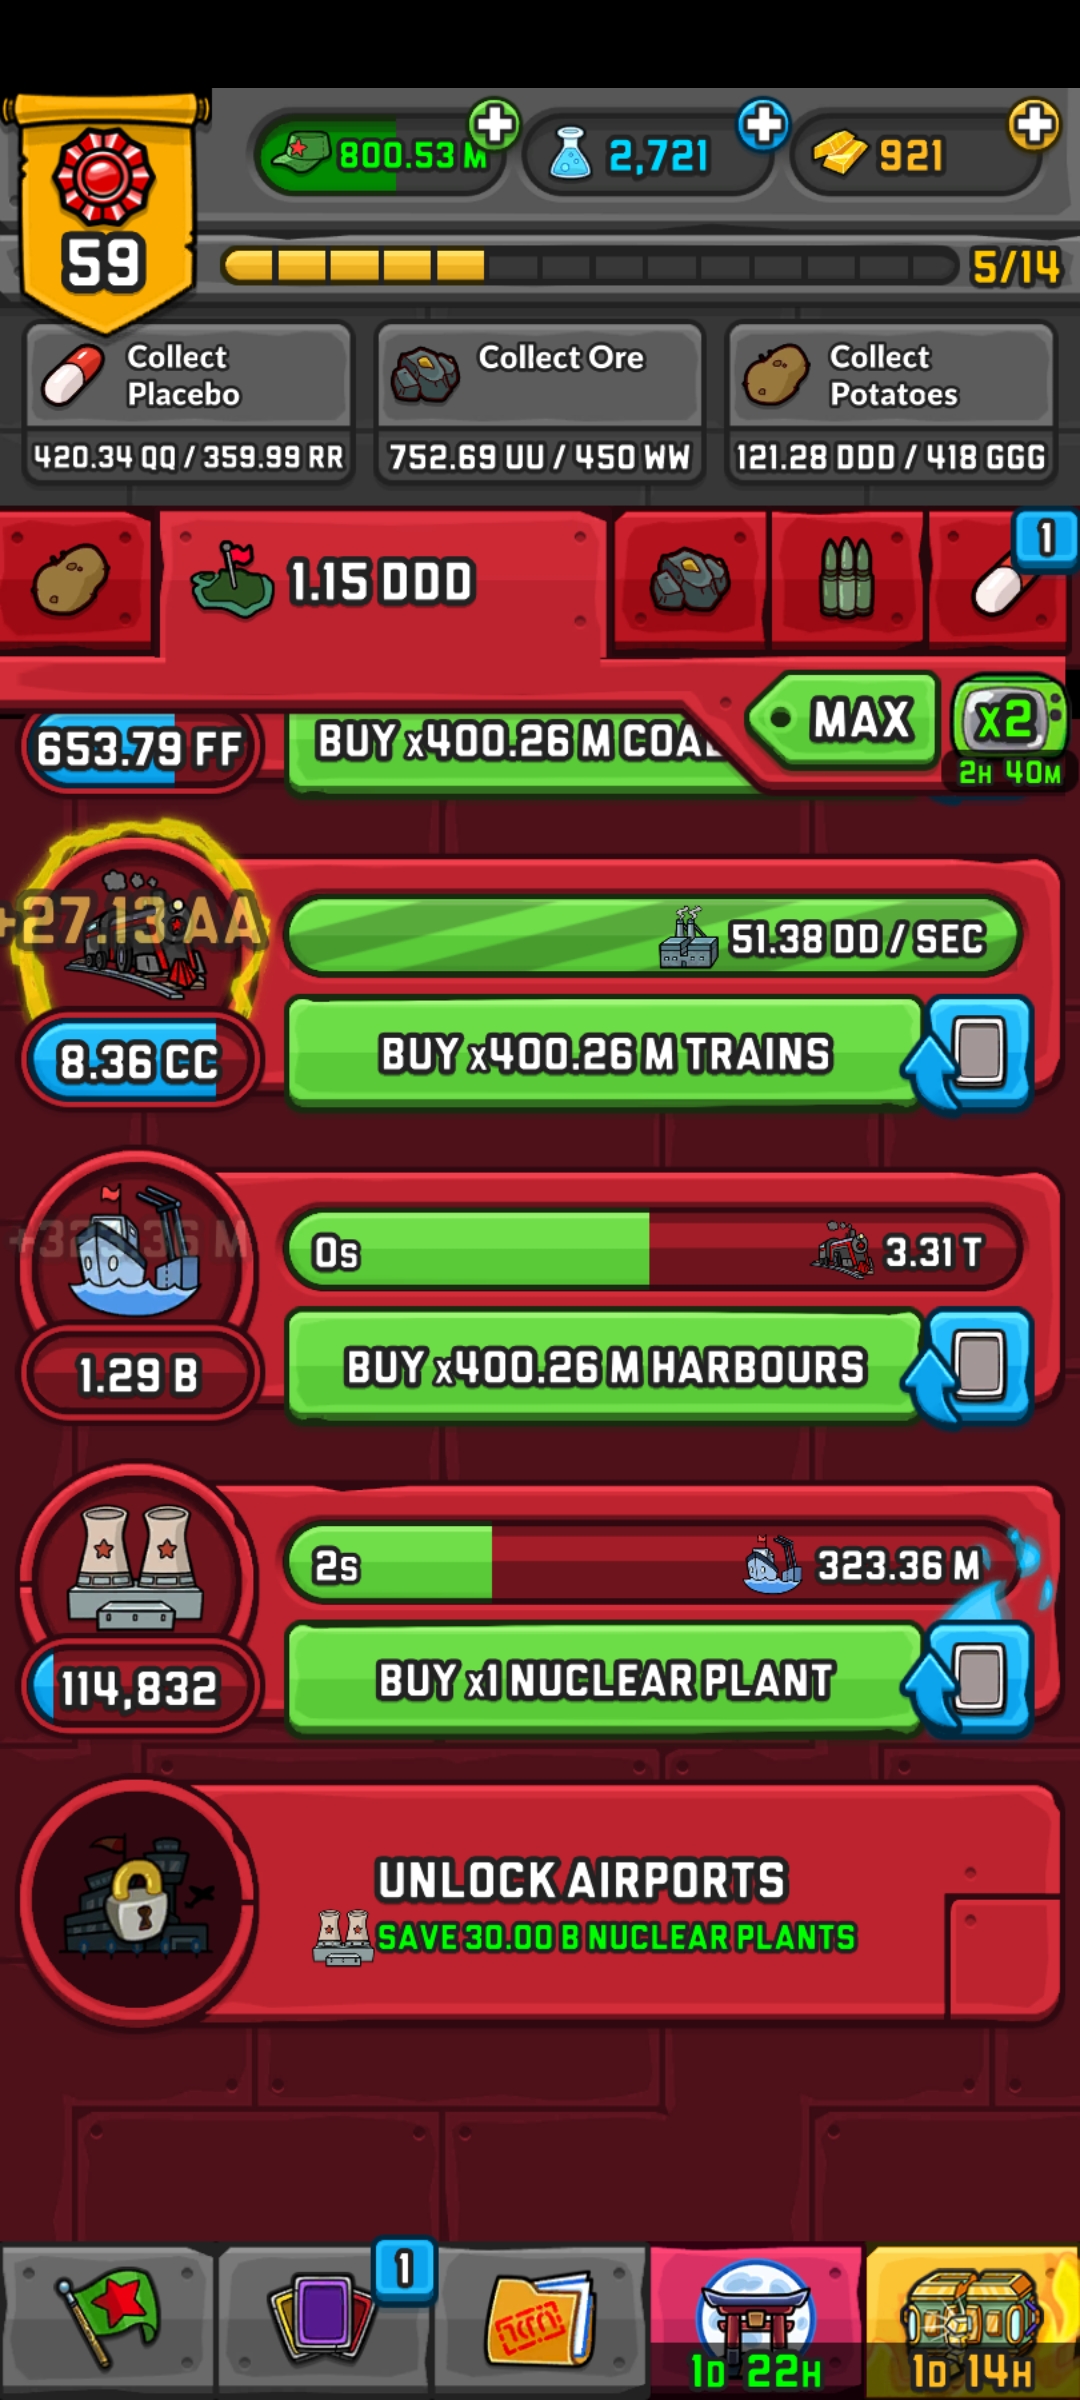 59
800.53 M
2,721
921
5/14
Collect
Placebo
420.34 QQ / 359.99 RR
Collect Ore
752.69 UU / 450 WW
Collect
Potatoes
121.28 DDD / 418 GGG
1.15 DDD
1
MAX
x2
2H 40M
653.79 FF
BUY x400.26 M COAL
+27.13 AA
51.38 DD / SEC
8.36 CC
BUY x400.26 M TRAINS
+323.36 M
0s
3.31 T
1.29 B
BUY x400.26 M HARBOURS
2s
323.36 M
114,832
BUY x1 NUCLEAR PLANT
UNLOCK AIRPORTS
SAVE 30.00 B NUCLEAR PLANTS
1
1D 22H
1D 14H